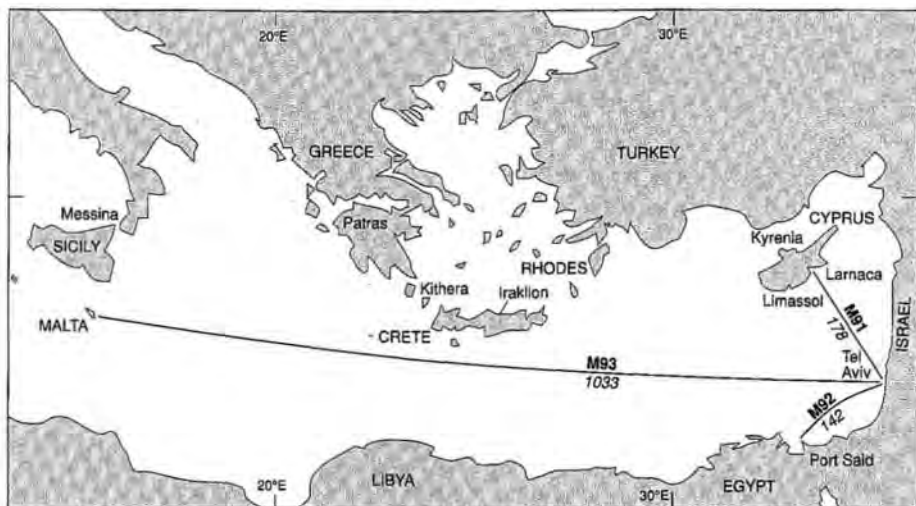 20°E
30°E
GREECE
TURKEY
Messina
Patras
CYPRUS
Kyrenia
SICILY
RHODES
Larnaca
Kithera
Iraklion
Limassol
ISRAEL
MALTA
CRETE
M91
178
Tel
Aviv
M93
1033
M92
142
Port Said
20°E
LIBYA
30°E
EGYPT